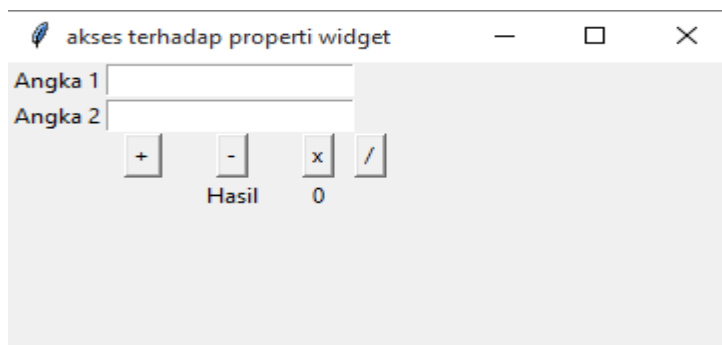 akses terhadap properti widget
Angka 1
Angka 2
+ - x /
Hasil 0